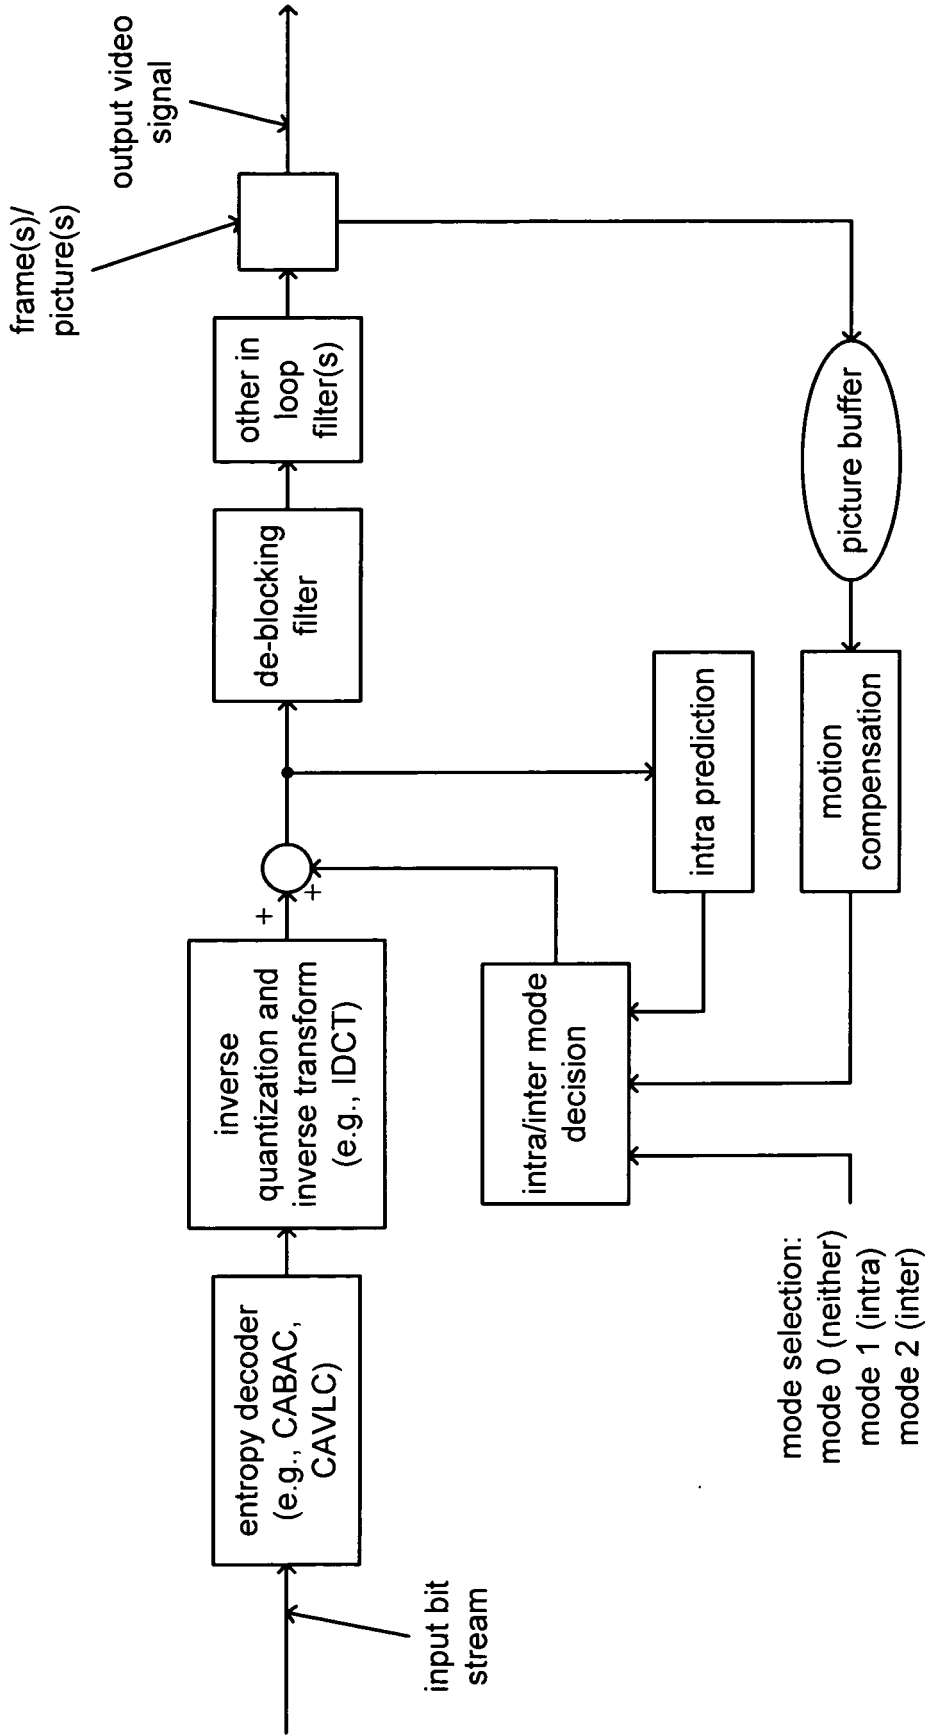 input bit
stream
entropy decoder
(e.g., CABAC,
CAVLC)
inverse
quantization and
inverse transform
(e.g., IDCT)
+
+
de-blocking
filter
other in
loop
filter(s)
frame(s)/
picture(s)
output video
signal
intra/inter mode
decision
intra prediction
mode selection:
mode 0 (neither)
mode 1 (intra)
mode 2 (inter)
motion
compensation
picture buffer